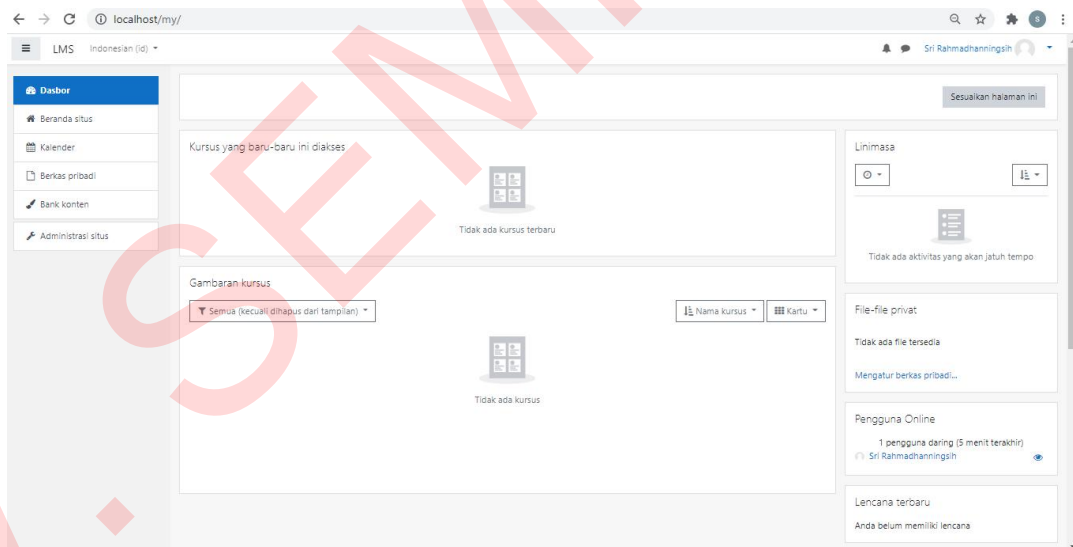 localhost/my/
S
LMS Indonesian (id)
Sri Rahmadhanningsih
Dasbor
Beranda situs
Kalender
Berkas pribadi
Bank konten
Administrasi situs
Sesuaikan halaman ini
Kursus yang baru-baru ini diakses
Tidak ada kursus terbaru
Gambaran kursus
Semua (kecuali dihapus dari tampilan)
Nama kursus
Kartu
Tidak ada kursus
Linimasa
Tidak ada aktivitas yang akan jatuh tempo
File-file privat
Tidak ada file tersedia
Mengatur berkas pribadi...
Pengguna Online
1 pengguna daring (5 menit terakhir)
Sri Rahmadhanningsih
Lencana terbaru
Anda belum memiliki lencana
SEM